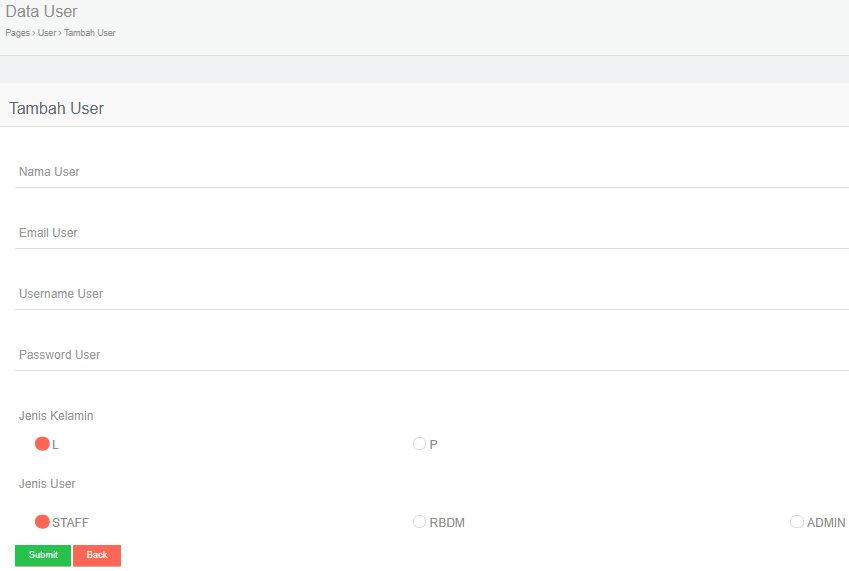 Data User
Pages › User › Tambah User
Tambah User
Nama User
Email User
Username User
Password User
Jenis Kelamin
L P
Jenis User
STAFF RBDM ADMIN
Submit Back